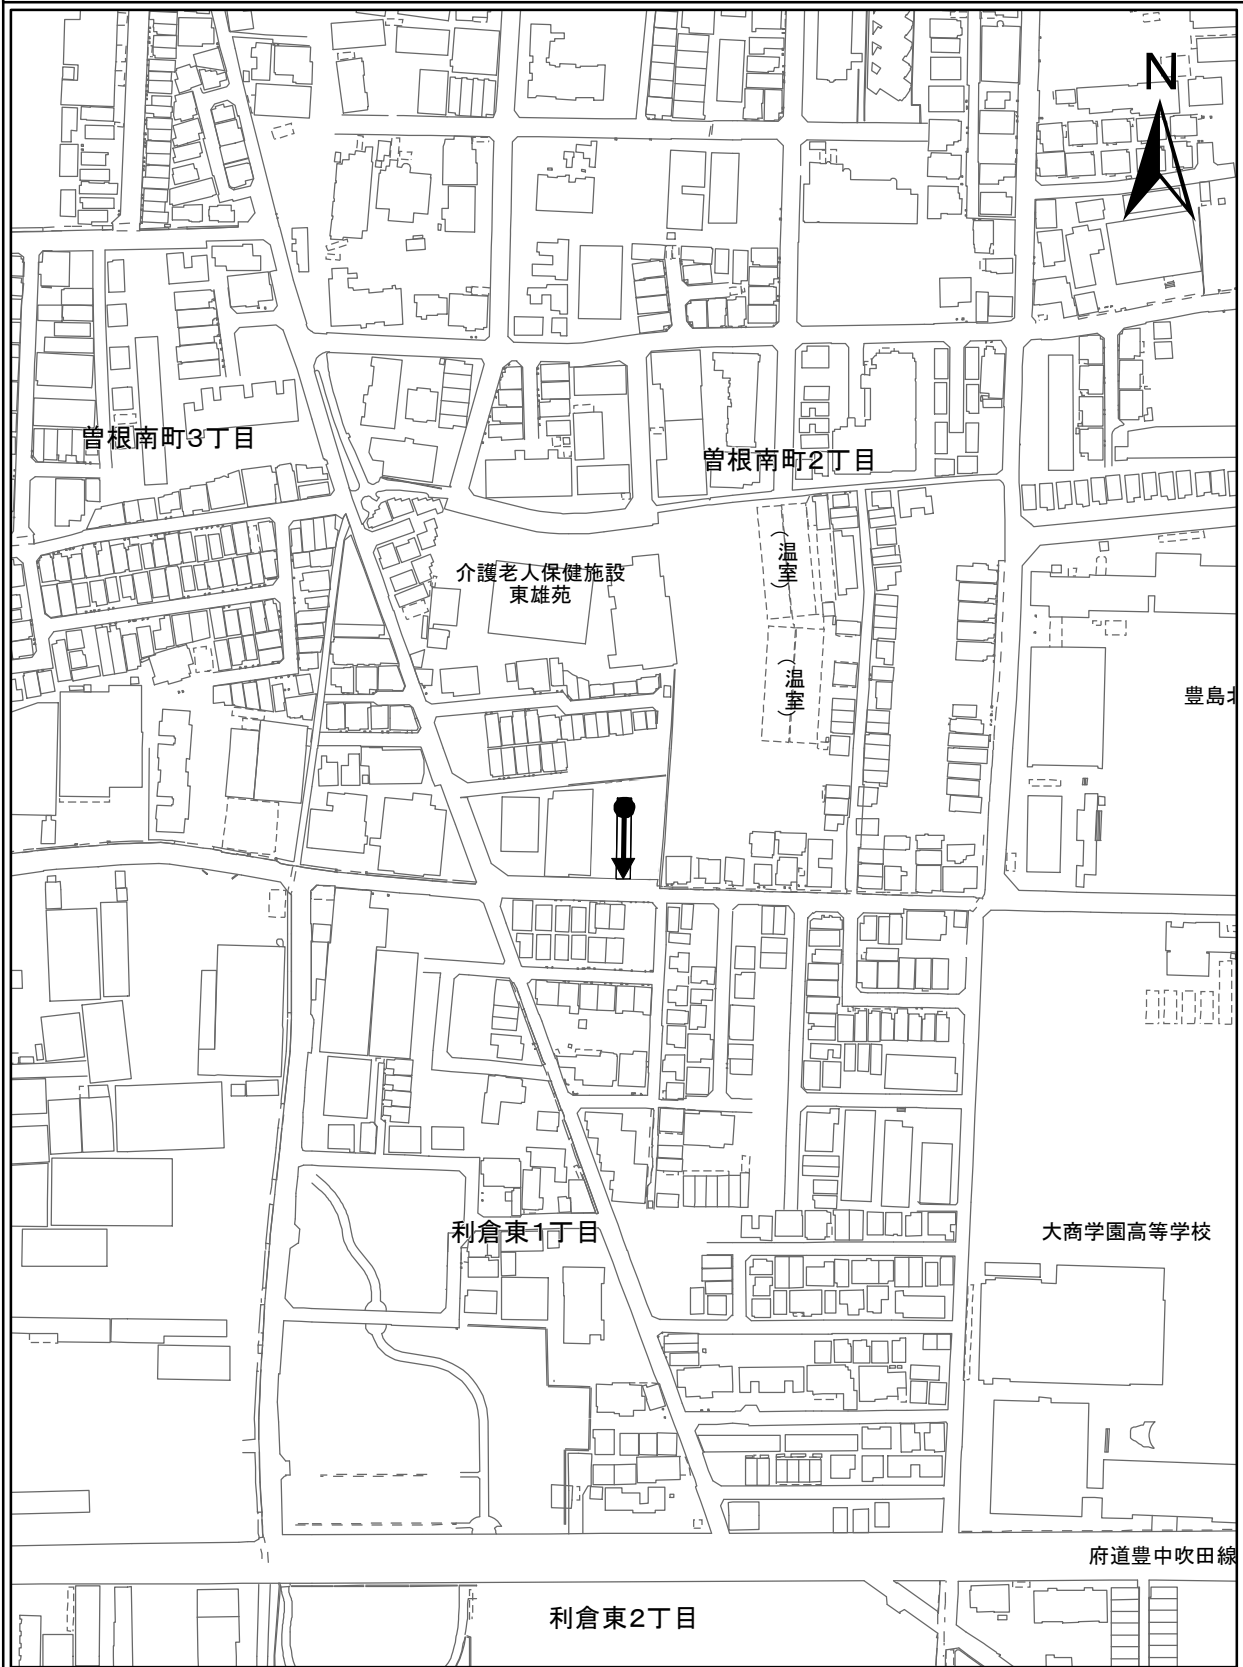 N
曽根南町3丁目
曽根南町2丁目
(温室)
介護老人保健施設
東雄苑
(温室)
豊島北
利倉東1丁目
大商学園高等学校
府道豊中吹田線
利倉東2丁目